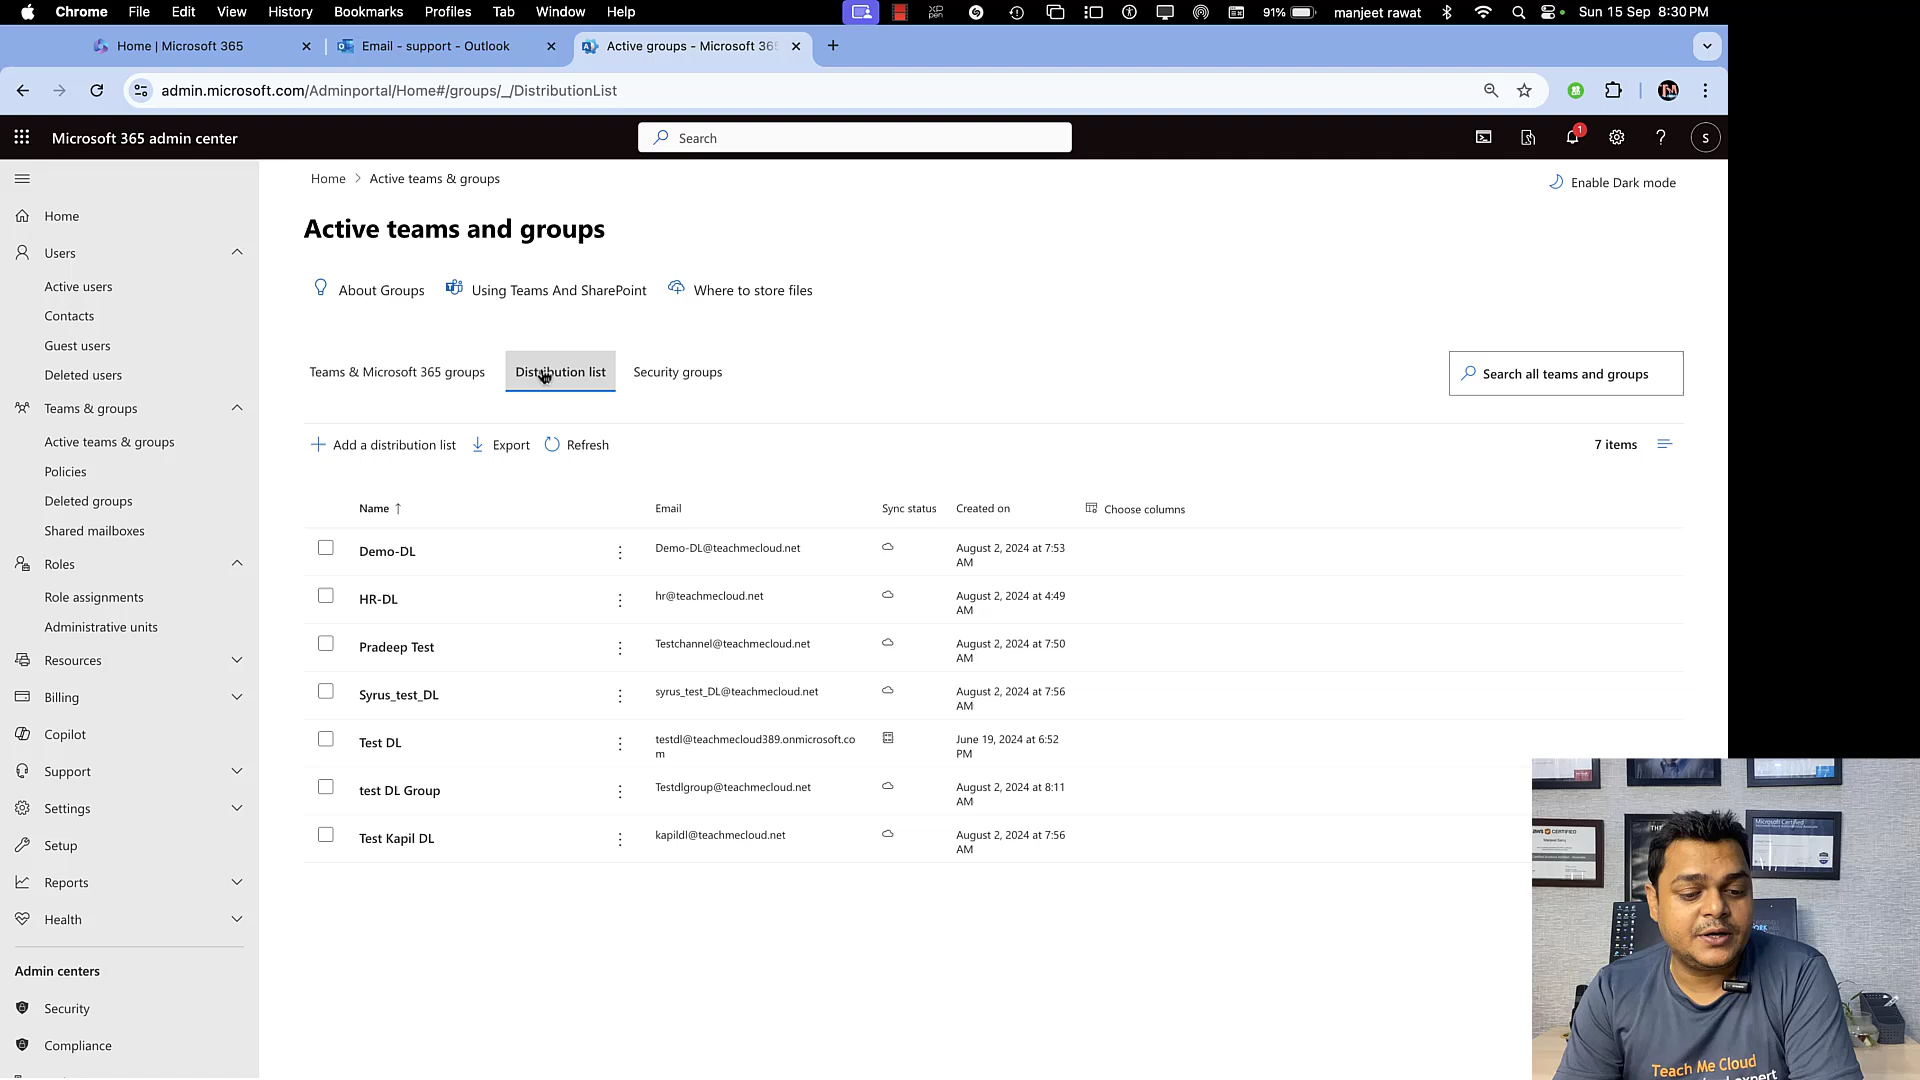 Chrome File Edit View History Bookmarks Profiles Tab Window Help
91% manjeet rawat Sun 15 Sep 8:30 PM
Home | Microsoft 365
Email - support - Outlook
Active groups - Microsoft 365
admin.microsoft.com/Adminportal/Home#/groups/_/DistributionList
Microsoft 365 admin center
Search
1
S
Home
Users
Active users
Contacts
Guest users
Deleted users
Teams & groups
Active teams & groups
Policies
Deleted groups
Shared mailboxes
Roles
Role assignments
Administrative units
Resources
Billing
Copilot
Support
Settings
Setup
Reports
Health
Admin centers
Security
Compliance
Home > Active teams & groups
Enable Dark mode
Active teams and groups
About Groups
Using Teams And SharePoint
Where to store files
Teams & Microsoft 365 groups
Distribution list
Security groups
Search all teams and groups
Add a distribution list
Export
Refresh
7 items
Name ↑
Email
Sync status
Created on
Choose columns
Demo-DL
Demo-DL@teachmecloud.net
August 2, 2024 at 7:53
AM
HR-DL
hr@teachmecloud.net
August 2, 2024 at 4:49
AM
Pradeep Test
Testchannel@teachmecloud.net
August 2, 2024 at 7:50
AM
Syrus_test_DL
syrus_test_DL@teachmecloud.net
August 2, 2024 at 7:56
AM
Test DL
testdl@teachmecloud389.onmicrosoft.co
m
June 19, 2024 at 6:52
PM
test DL Group
Testdlgroup@teachmecloud.net
August 2, 2024 at 8:11
AM
Test Kapil DL
kapildl@teachmecloud.net
August 2, 2024 at 7:56
AM
aws CERTIFIED
Microsoft Certified
THE
Teach Me Cloud
expert